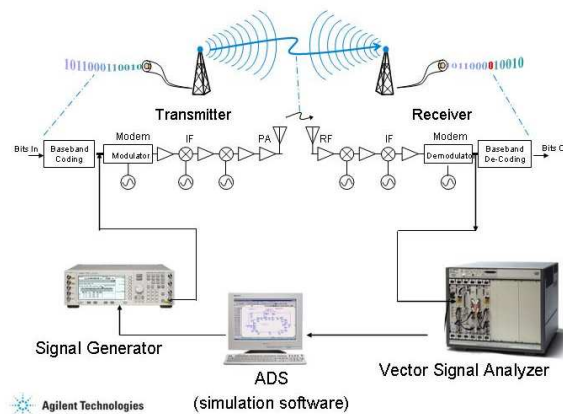 1011000110010
01011000010010
Transmitter
Receiver
Modem
IF
PA
RF
IF
Modem
Bits In
Baseband
Coding
Modulator
Demodulator
Baseband
De-Coding
Bits
Signal Generator
ADS
(simulation software)
Vector Signal Analyzer
Agilent Technologies